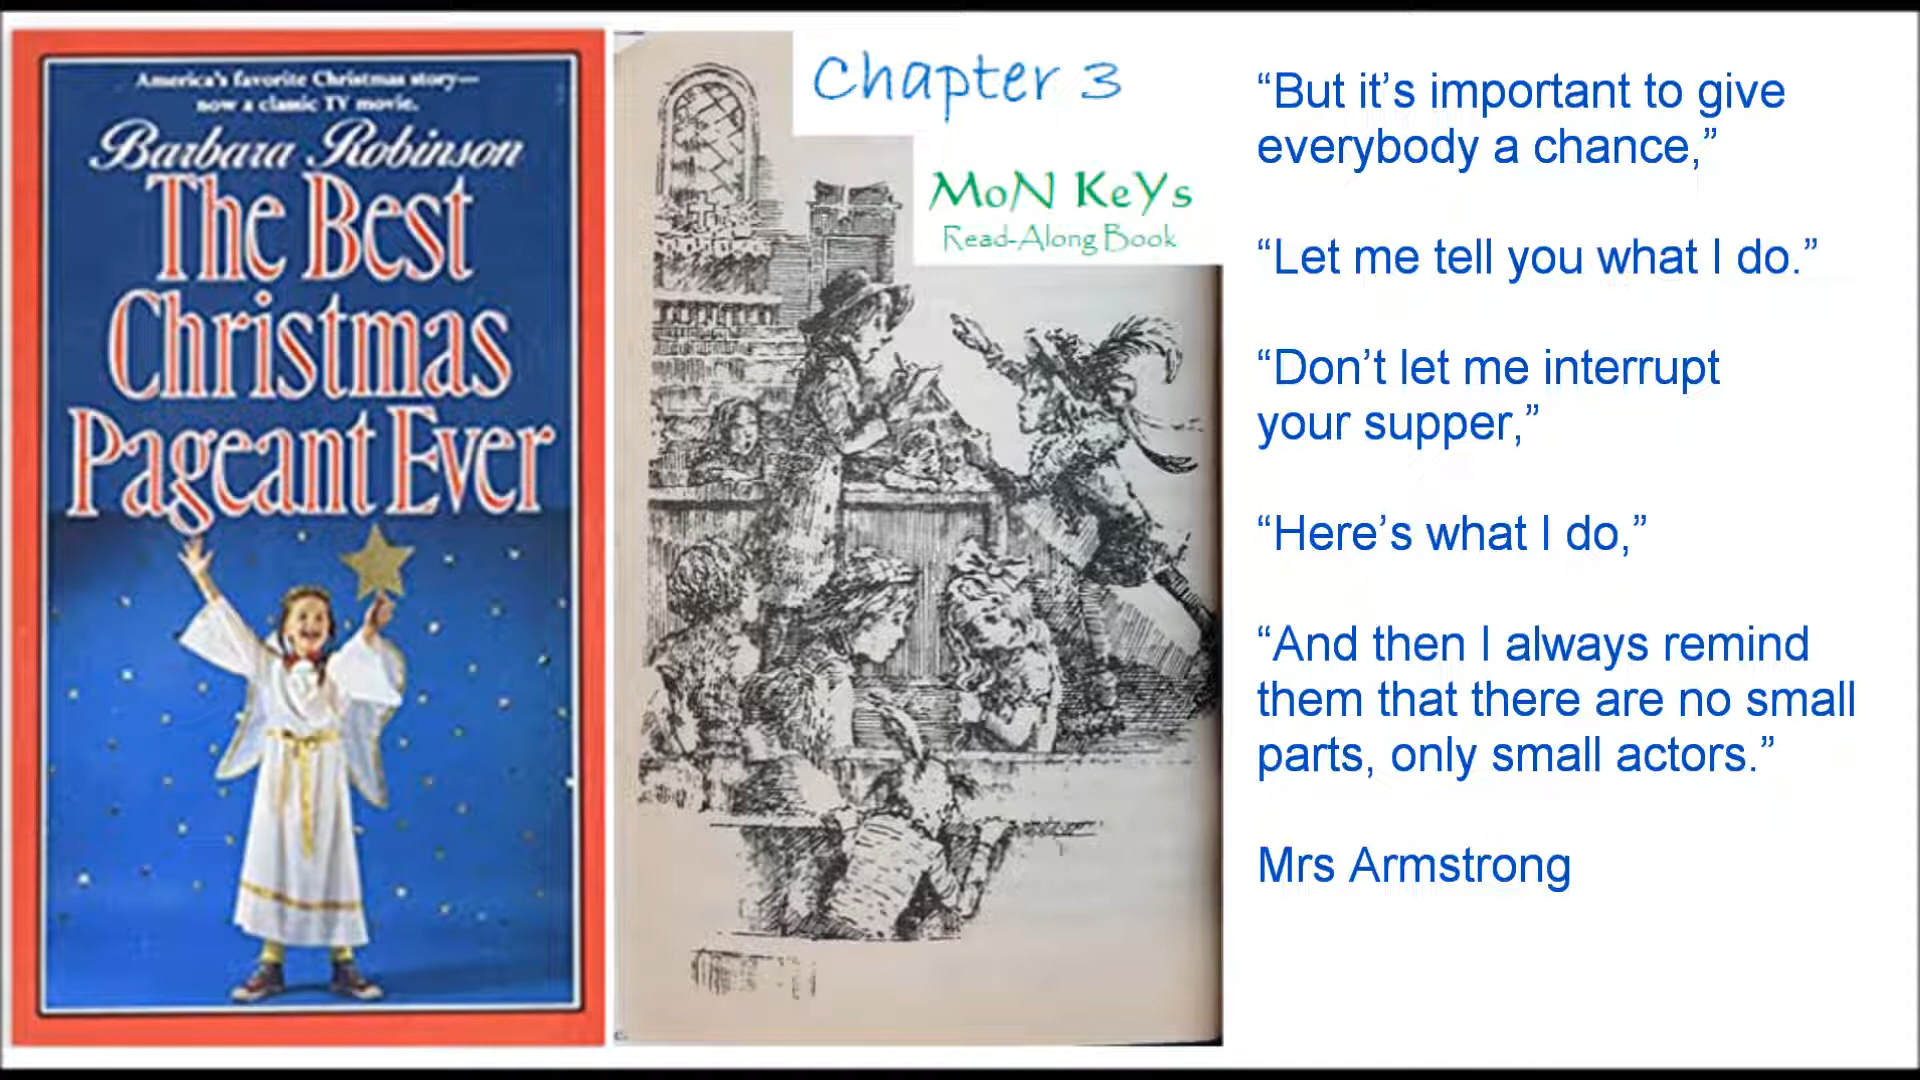 America's favorite Christmas story—
now a classic TV movie.
Barbara Robinson
The Best
Christmas
Pageant Ever
Chapter 3
MoN KeYs
Read-Along Book
“But it’s important to give
everybody a chance,”
“Let me tell you what I do.”
“Don’t let me interrupt
your supper,”
“Here’s what I do,”
“And then I always remind
them that there are no small
parts, only small actors.”
Mrs Armstrong